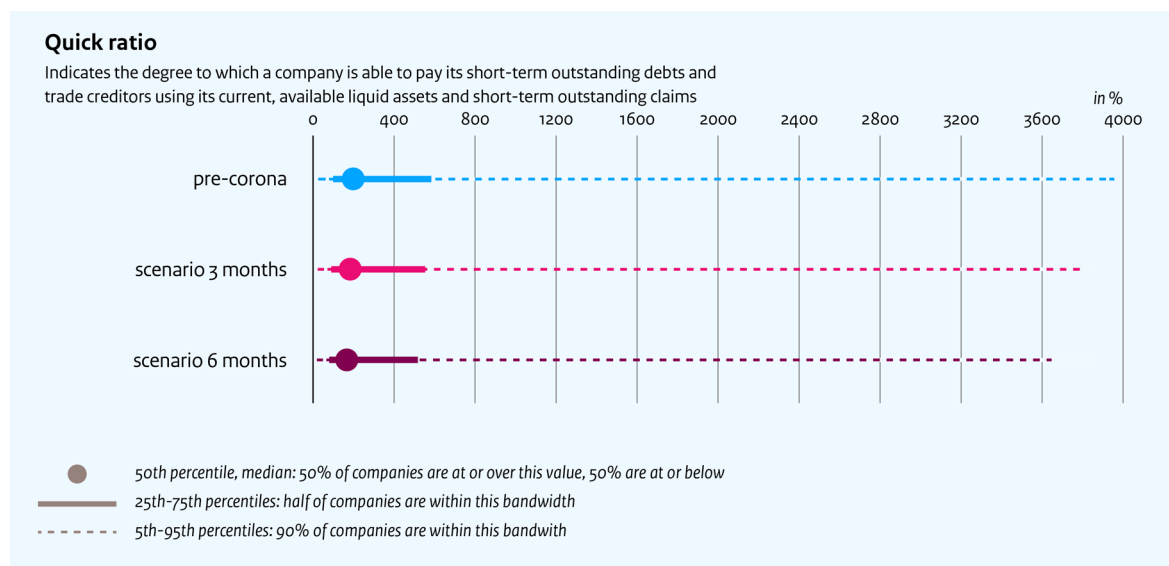 Quick ratio
Indicates the degree to which a company is able to pay its short-term outstanding debts and
trade creditors using its current, available liquid assets and short-term outstanding claims
in %
0 400 800 1200 1600 2000 2400 2800 3200 3600 4000
pre-corona
scenario 3 months
scenario 6 months
50th percentile, median: 50% of companies are at or over this value, 50% are at or below
25th-75th percentiles: half of companies are within this bandwidth
5th-95th percentiles: 90% of companies are within this bandwith